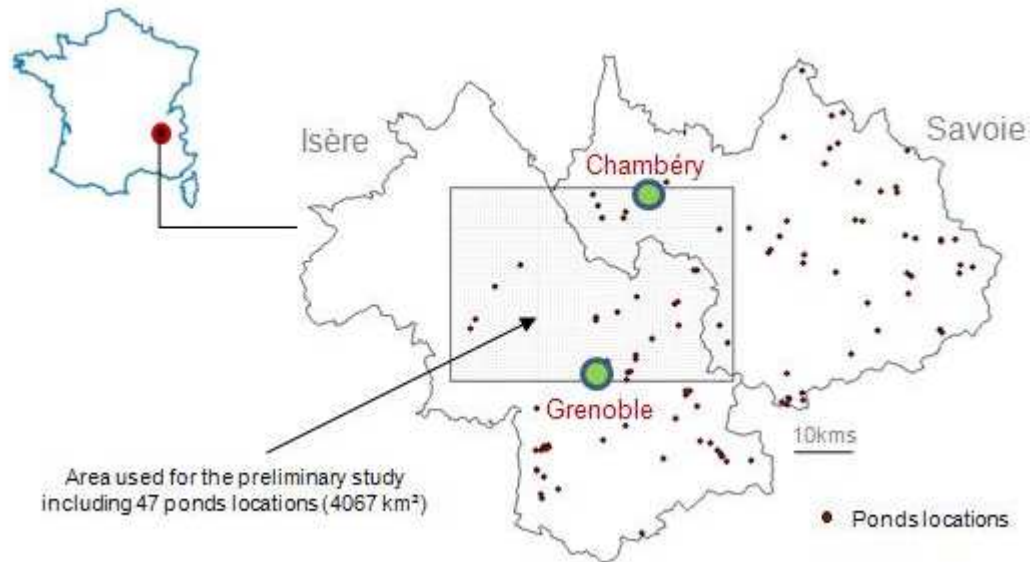 Isère
Savoie
Chambéry
Grenoble
10kms
Area used for the preliminary study
including 47 ponds locations (4067 km²)
Ponds locations